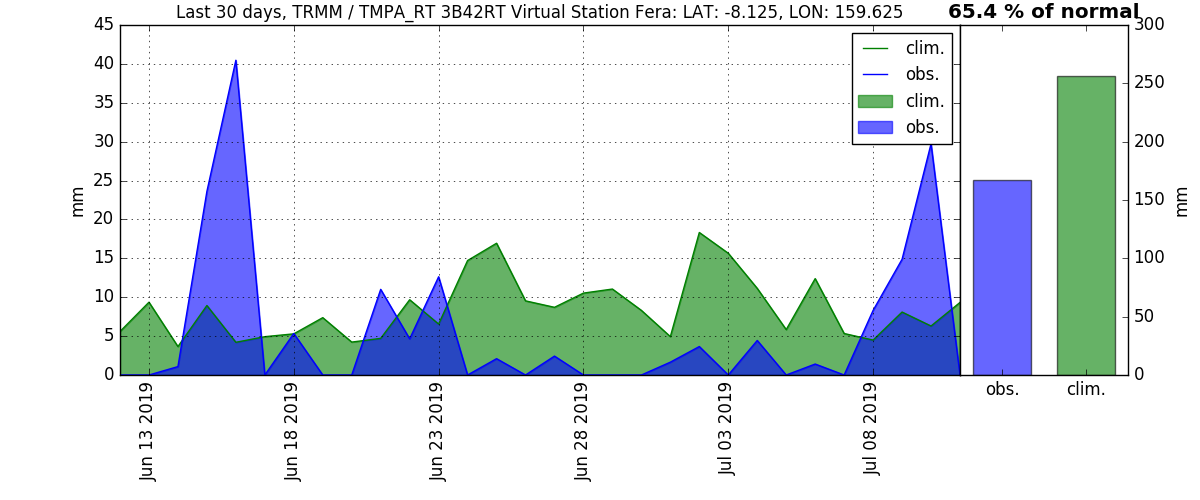 Last 30 days, TRMM / TMPA_RT 3B42RT Virtual Station Fera: LAT: -8.125, LON: 159.625
65.4 % of normal
clim.
obs.
clim.
obs.
45
40
35
30
25
20
15
10
5
0
mm
Jun 13 2019
Jun 18 2019
Jun 23 2019
Jun 28 2019
Jul 03 2019
Jul 08 2019
300
250
200
150
100
50
0
mm
obs.
clim.